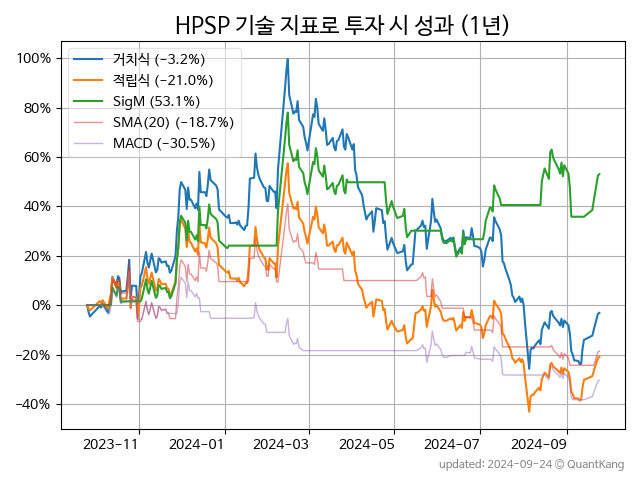 HPSP 기술 지표로 투자 시 성과 (1년)
거치식 (−3.2%)
적립식 (−21.0%)
SigM (53.1%)
SMA(20) (−18.7%)
MACD (−30.5%)
100%
80%
60%
40%
20%
0%
−20%
−40%
2023−11 2024−01 2024−03 2024−05 2024−07 2024−09
updated: 2024−09−24 © QuantKang